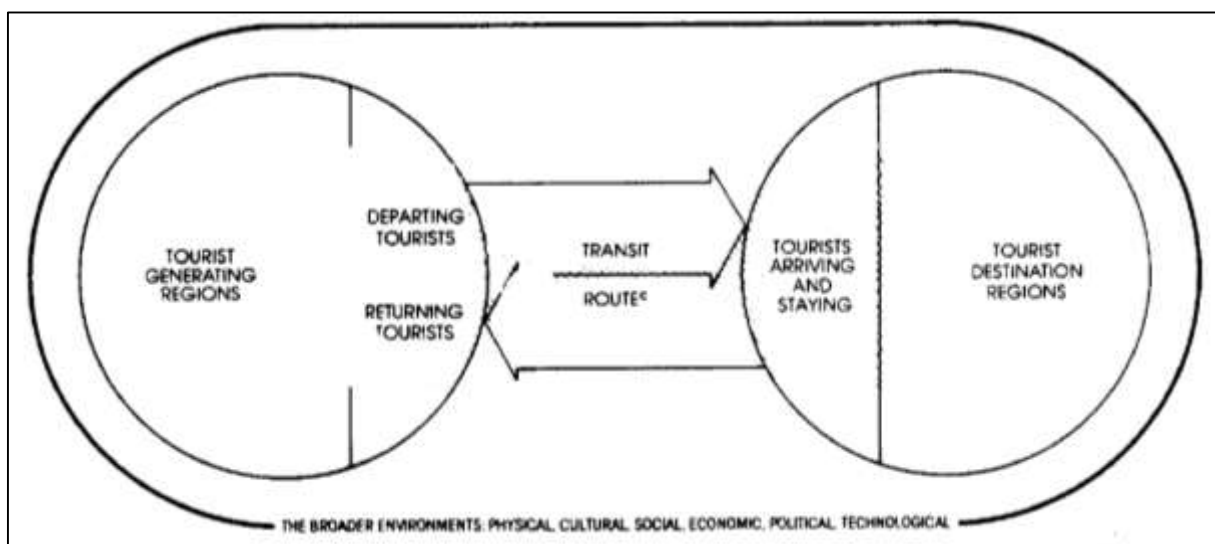 TOURIST
GENERATING
REGIONS
DEPARTING
TOURISTS
RETURNING
TOURISTS
TRANSIT
ROUTE
TOURISTS
ARRIVING
AND
STAYING
TOURIST
DESTINATION
REGIONS
THE BROADER ENVIRONMENTS: PHYSICAL, CULTURAL, SOCIAL, ECONOMIC, POLITICAL, TECHNOLOGICAL